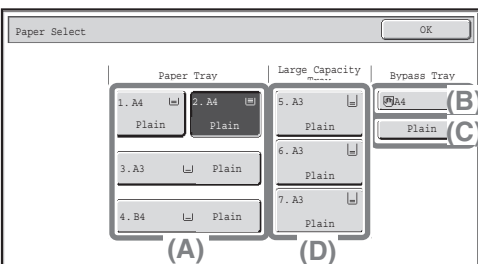 Paper Select
OK
Paper Tray
Large Capacity
Tray
Bypass Tray
1. A4
Plain
2. A4
Plain
3. A3 Plain
4. B4 Plain
(A)
5. A3
Plain
6. A3
Plain
7. A3
Plain
(D)
A4 (B)
Plain (C)